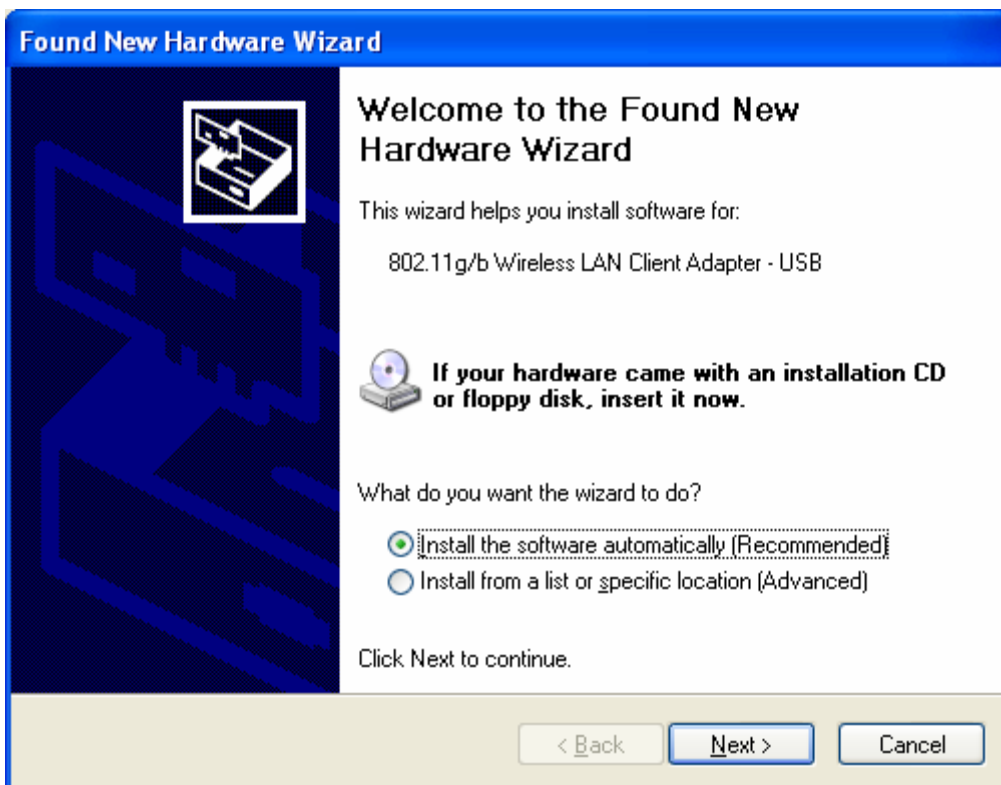 Found New Hardware Wizard
Welcome to the Found New
Hardware Wizard
This wizard helps you install software for:
802.11g/b Wireless LAN Client Adapter - USB
If your hardware came with an installation CD
or floppy disk, insert it now.
What do you want the wizard to do?
Install the software automatically (Recommended)
Install from a list or specific location (Advanced)
Click Next to continue.
< Back Next > Cancel